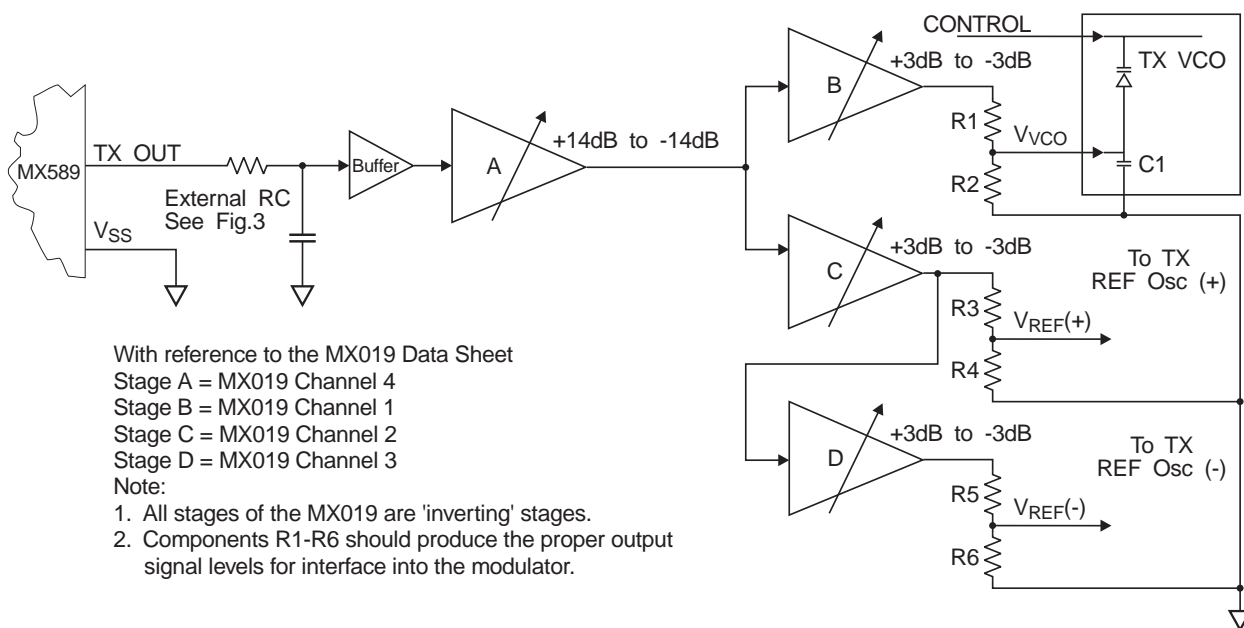 CONTROL
+3dB to -3dB
TX VCO
B
R1
VVCO
C1
R2
MX589
TX OUT
Buffer
A
+14dB to -14dB
External RC
See Fig.3
VSS
+3dB to -3dB
C
To TX
REF Osc (+)
R3
VREF(+)
R4
With reference to the MX019 Data Sheet
Stage A = MX019 Channel 4
Stage B = MX019 Channel 1
Stage C = MX019 Channel 2
Stage D = MX019 Channel 3
Note:
1. All stages of the MX019 are 'inverting' stages.
2. Components R1-R6 should produce the proper output
signal levels for interface into the modulator.
+3dB to -3dB
D
To TX
REF Osc (-)
R5
VREF(-)
R6